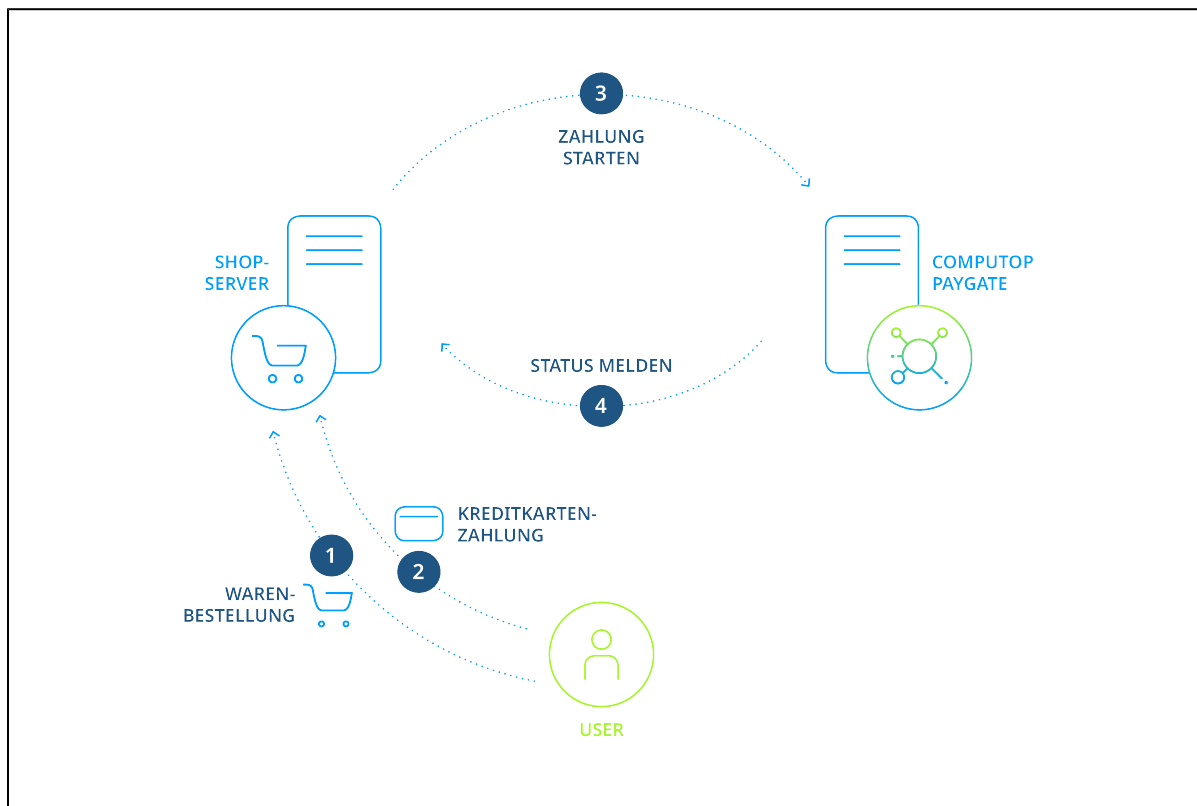 3
ZAHLUNG
STARTEN
SHOP-
SERVER
COMPUTOP
PAYGATE
STATUS MELDEN
4
KREDITKARTEN-
ZAHLUNG
1
2
WAREN-
BESTELLUNG
USER